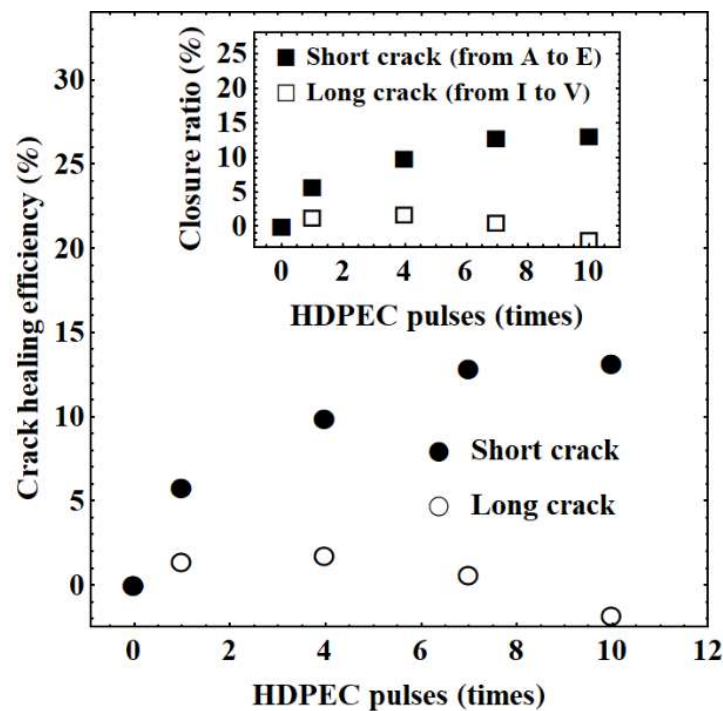 Crack healing efficiency (%)
30
25
20
15
10
5
0
Closure ratio (%)
25
20
15
10
5
0
Short crack (from A to E)
Long crack (from I to V)
0 2 4 6 8 10
HDPEC pulses (times)
Short crack
Long crack
0 2 4 6 8 10 12
HDPEC pulses (times)